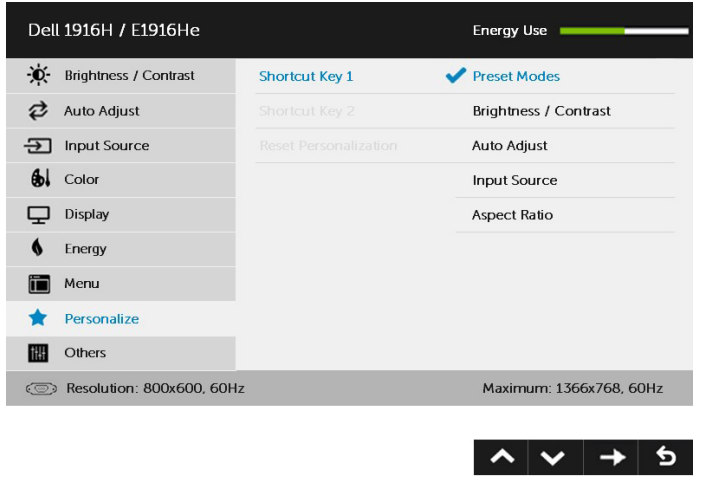 Dell 1916H / E1916He
Energy Use
Brightness / Contrast
Auto Adjust
Input Source
Color
Display
Energy
Menu
Personalize
Others
Shortcut Key 1
Shortcut Key 2
Reset Personalization
Preset Modes
Brightness / Contrast
Auto Adjust
Input Source
Aspect Ratio
Resolution: 800x600, 60Hz
Maximum: 1366x768, 60Hz